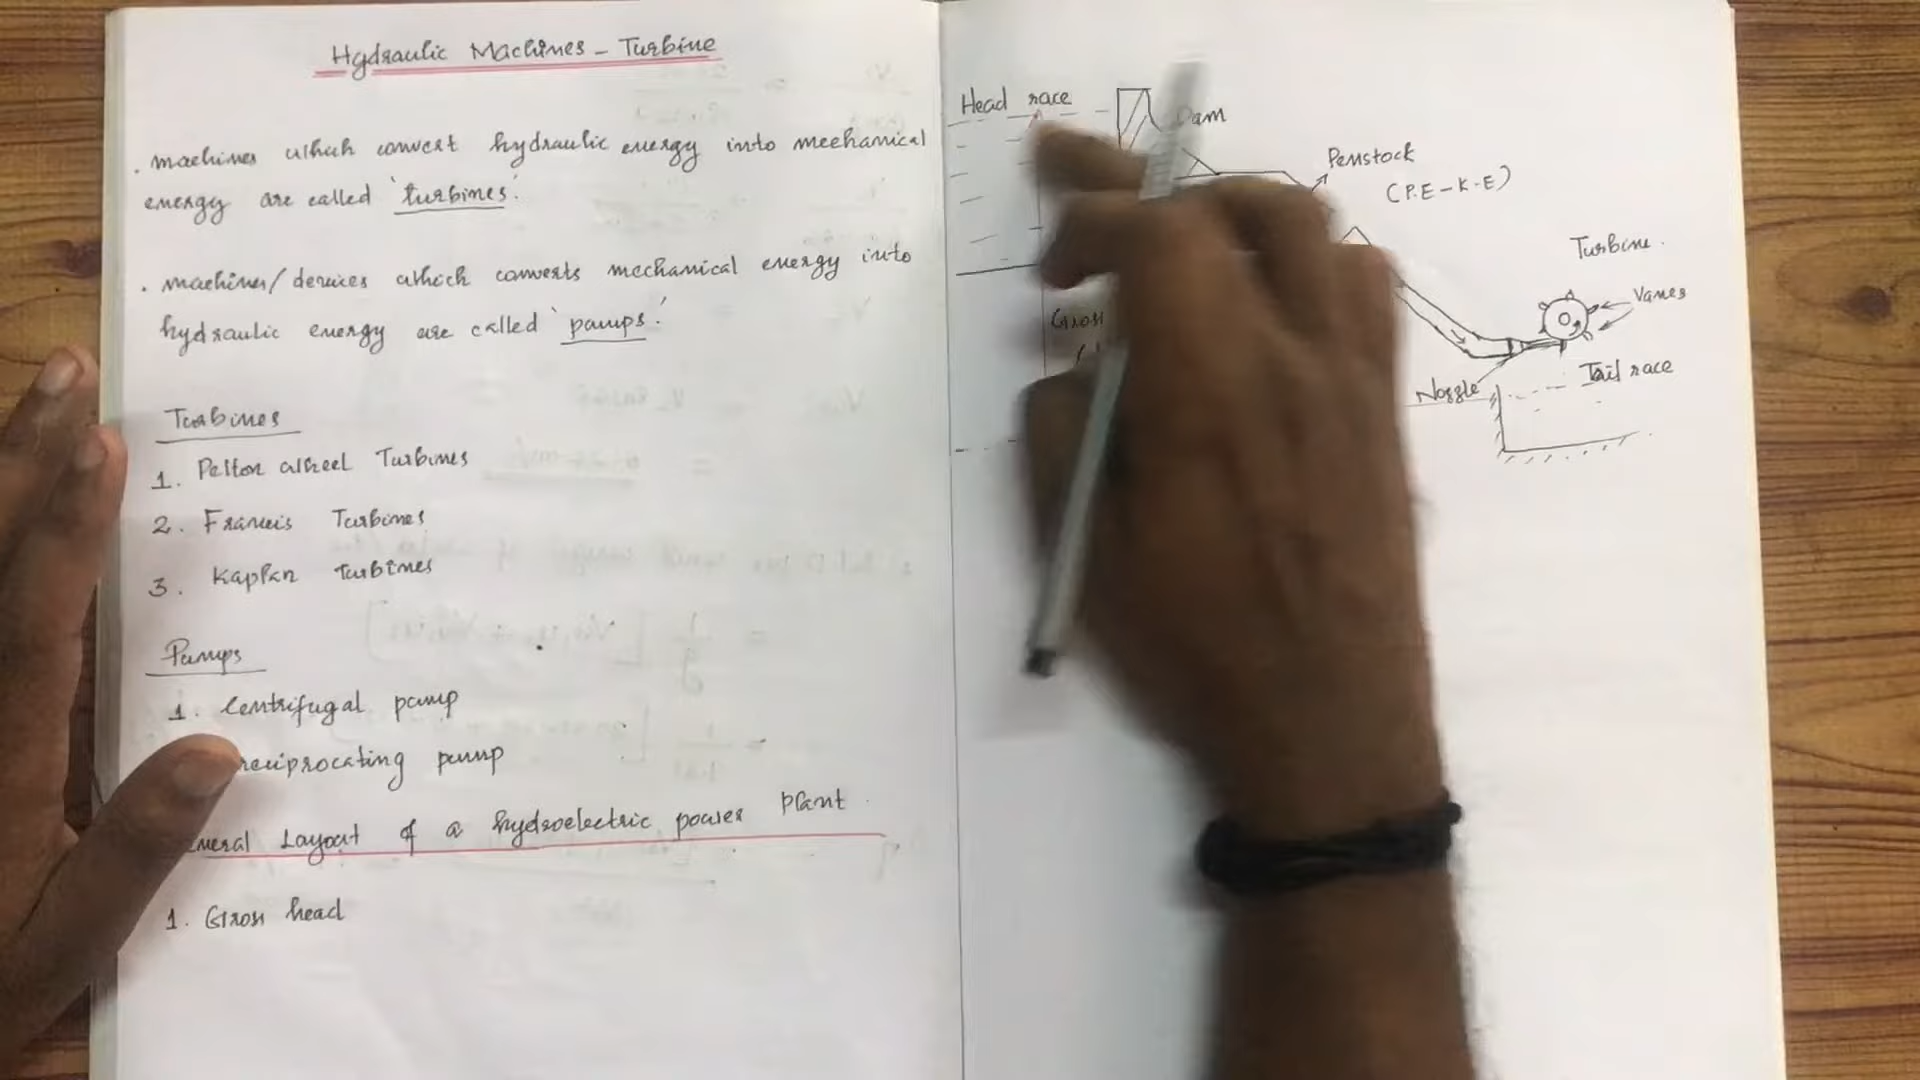 Hydraulic Machines - Turbine
. machines which convert hydraulic energy into mechanical
energy are called 'turbines'.
. machines/devices which converts mechanical energy into
hydraulic energy are called 'pumps'.
Turbines
1. Pelton wheel Turbines
2. Francis Turbines
3. Kaplan Turbines
Pumps
1. Centrifugal pump
reciprocating pump
Layout of a hydroelectric power plant.
1. Gross head
Head race
Dam
Penstock
(P.E - K.E)
Turbine.
Vanes
Nozzle
Tail race
Gross